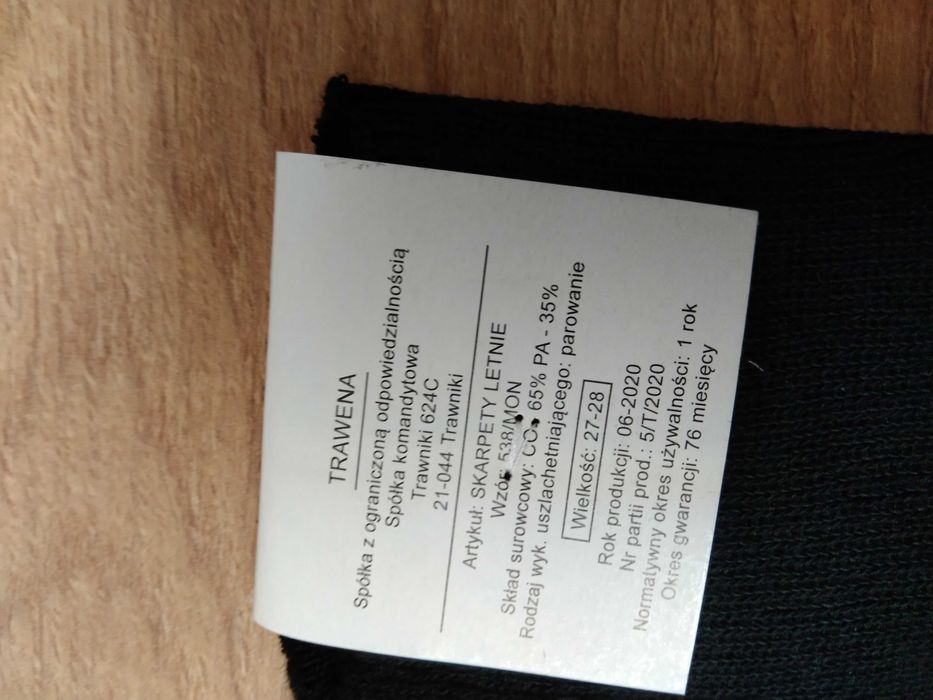 TRAWENA
Spółka z ograniczoną odpowiedzialnością
Spółka komandytowa
Trawniki 624C
21-044 Trawniki
Artykuł: SKARPETY LETNIE
Wzór: 538/MON
Skład surowcowy: CO - 65% PA - 35%
Rodzaj wyk. uszlachetniającego: parowanie
Wielkość: 27-28
Rok produkcji: 06-2020
Nr partii prod.: 5/T/2020
Normatywny okres używalności: 1 rok
Okres gwarancji: 76 miesięcy